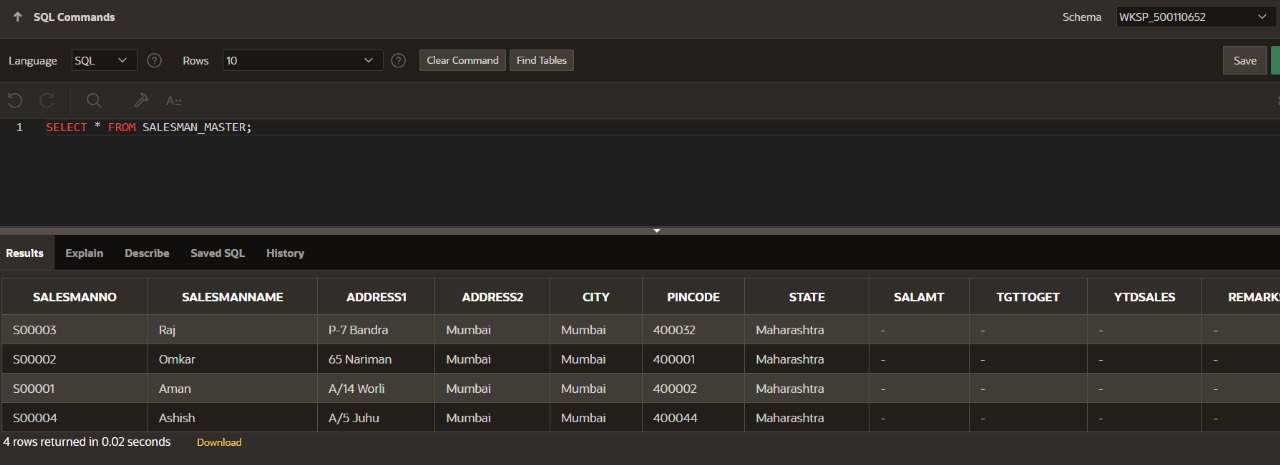 SQL Commands Schema WKSP_500110652
Language SQL Rows 10 Clear Command Find Tables Save
A::
1 SELECT * FROM SALESMAN_MASTER;
Results Explain Describe Saved SQL History
SALESMANNO SALESMANNAME ADDRESS1 ADDRESS2 CITY PINCODE STATE SALAMT TGTTOGET YTDSALES REMARKS
S00003 Raj P-7 Bandra Mumbai Mumbai 400032 Maharashtra - - - -
S00002 Omkar 65 Nariman Mumbai Mumbai 400001 Maharashtra - - - -
S00001 Aman A/14 Worli Mumbai Mumbai 400002 Maharashtra - - - -
S00004 Ashish A/5 Juhu Mumbai Mumbai 400044 Maharashtra - - - -
4 rows returned in 0.02 seconds Download